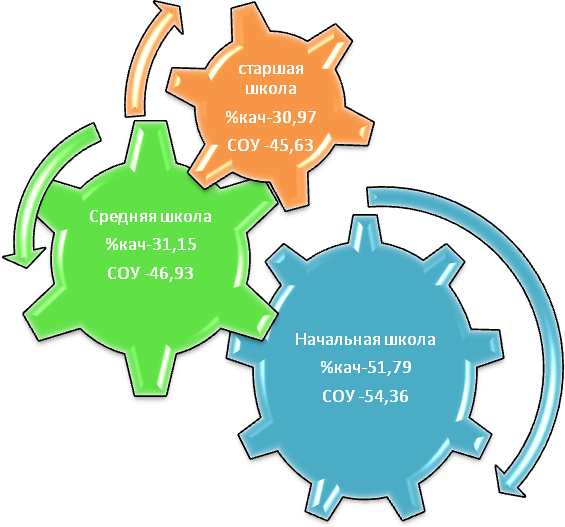 старшая
школа
%кач-30,97
СОУ -45,63
Средняя школа
%кач-31,15
СОУ -46,93
Начальная школа
%кач-51,79
СОУ -54,36